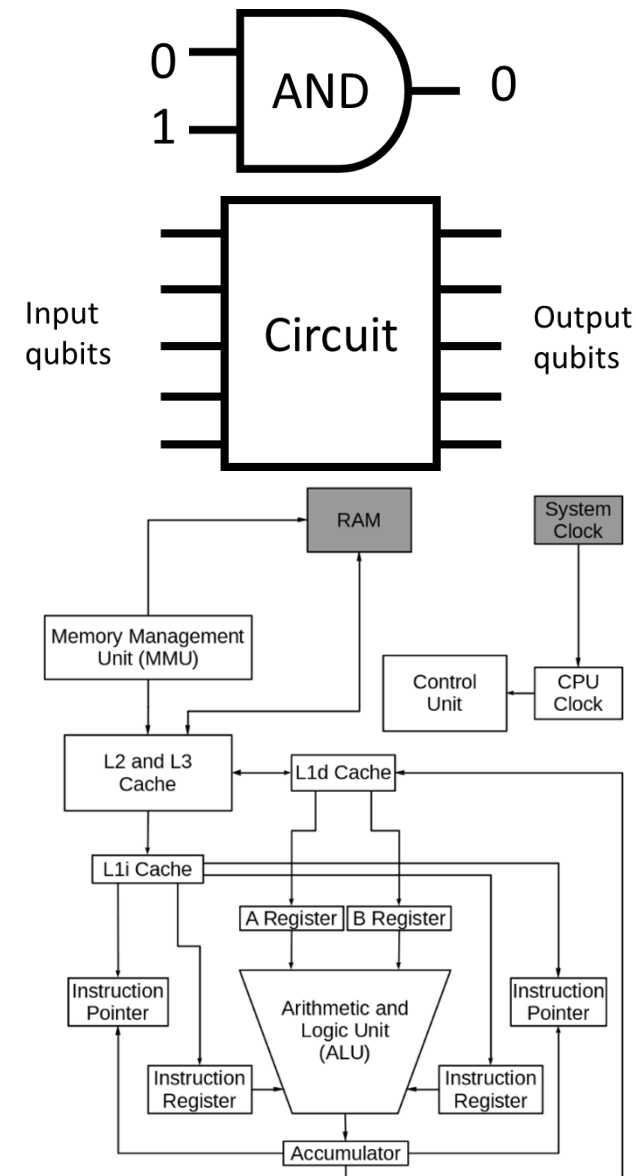 0
AND
0
1
Input
qubits
Circuit
Output
qubits
RAM
System
Clock
Memory Management
Unit (MMU)
Control
Unit
CPU
Clock
L2 and L3
Cache
L1d Cache
L1i Cache
A Register
B Register
Instruction
Pointer
Arithmetic and
Logic Unit
(ALU)
Instruction
Pointer
Instruction
Register
Instruction
Register
Accumulator